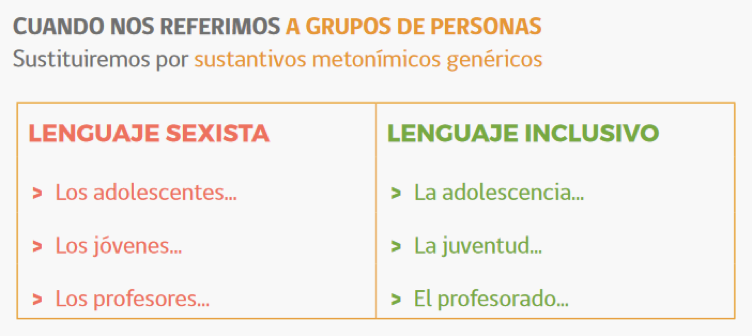 CUANDO NOS REFERIMOS A GRUPOS DE PERSONAS
Sustituiremos por sustantivos metonímicos genéricos
LENGUAJE SEXISTA
> Los adolescentes...
> Los jóvenes...
> Los profesores...
LENGUAJE INCLUSIVO
> La adolescencia...
> La juventud...
> El profesorado...